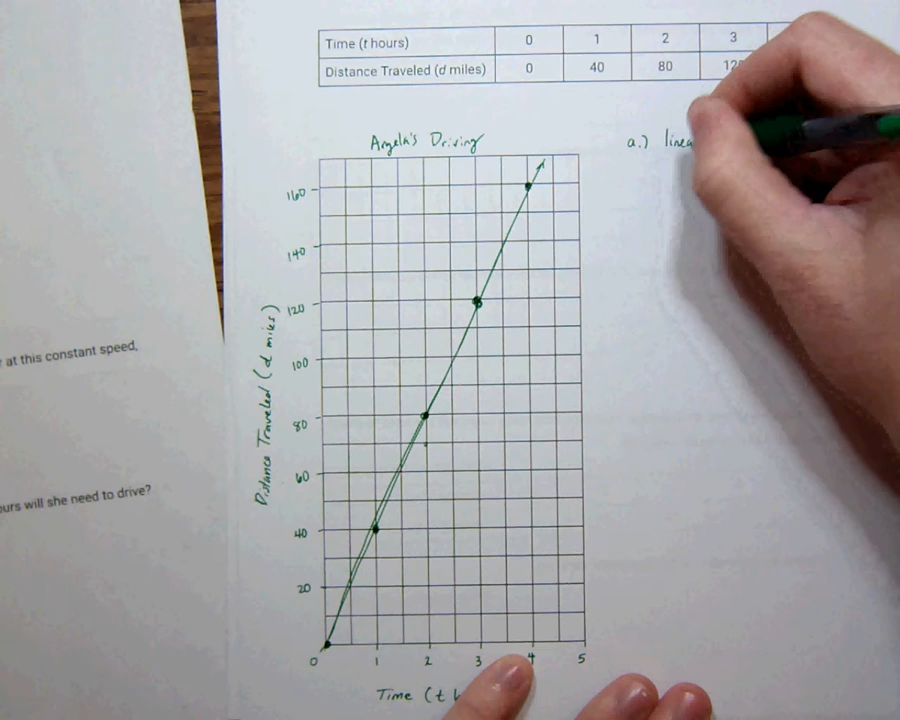 Time (t hours) 0 1 2 3
Distance Traveled (d miles) 0 40 80
Angela's Driving
a.)
160
140
120
100
80
60
40
20
0 1 2 3 4 5
Distance Traveled (d miles)
Time (t
at this constant speed,
will she need to drive?